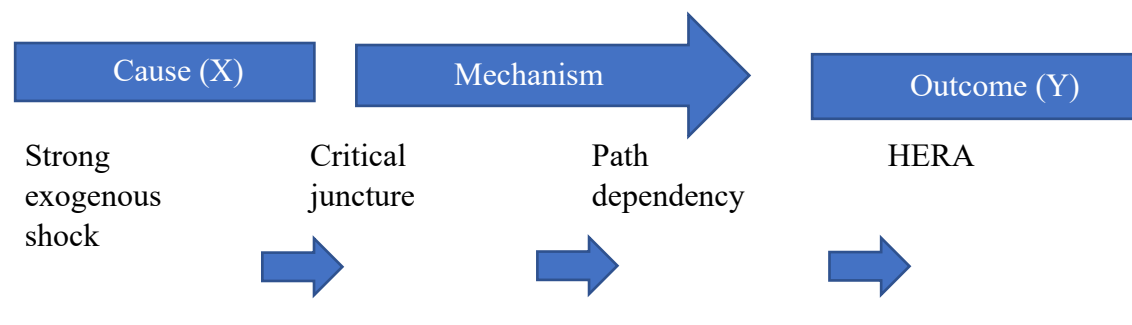 Cause (X)
Mechanism
Outcome (Y)
Strong
exogenous
shock
Critical
juncture
Path
dependency
HERA